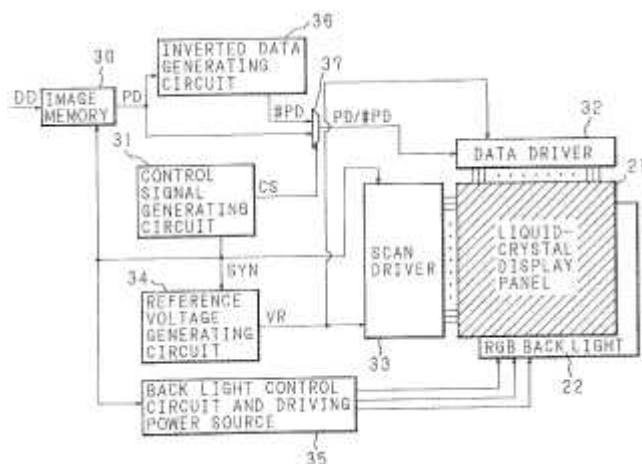 36
INVERTED DATA
GENERATING
CIRCUIT
30
37
DD
IMAGE
MEMORY
PD
#PD
PD/#PD
32
DATA DRIVER
31
CONTROL
SIGNAL
GENERATING
CIRCUIT
CS
21
SCAN
DRIVER
LIQUID-
CRYSTAL
DISPLAY
PANEL
SYN
34
REFERENCE
VOLTAGE
GENERATING
CIRCUIT
VR
33
RGB BACK LIGHT
22
BACK LIGHT CONTROL
CIRCUIT AND DRIVING
POWER SOURCE
35